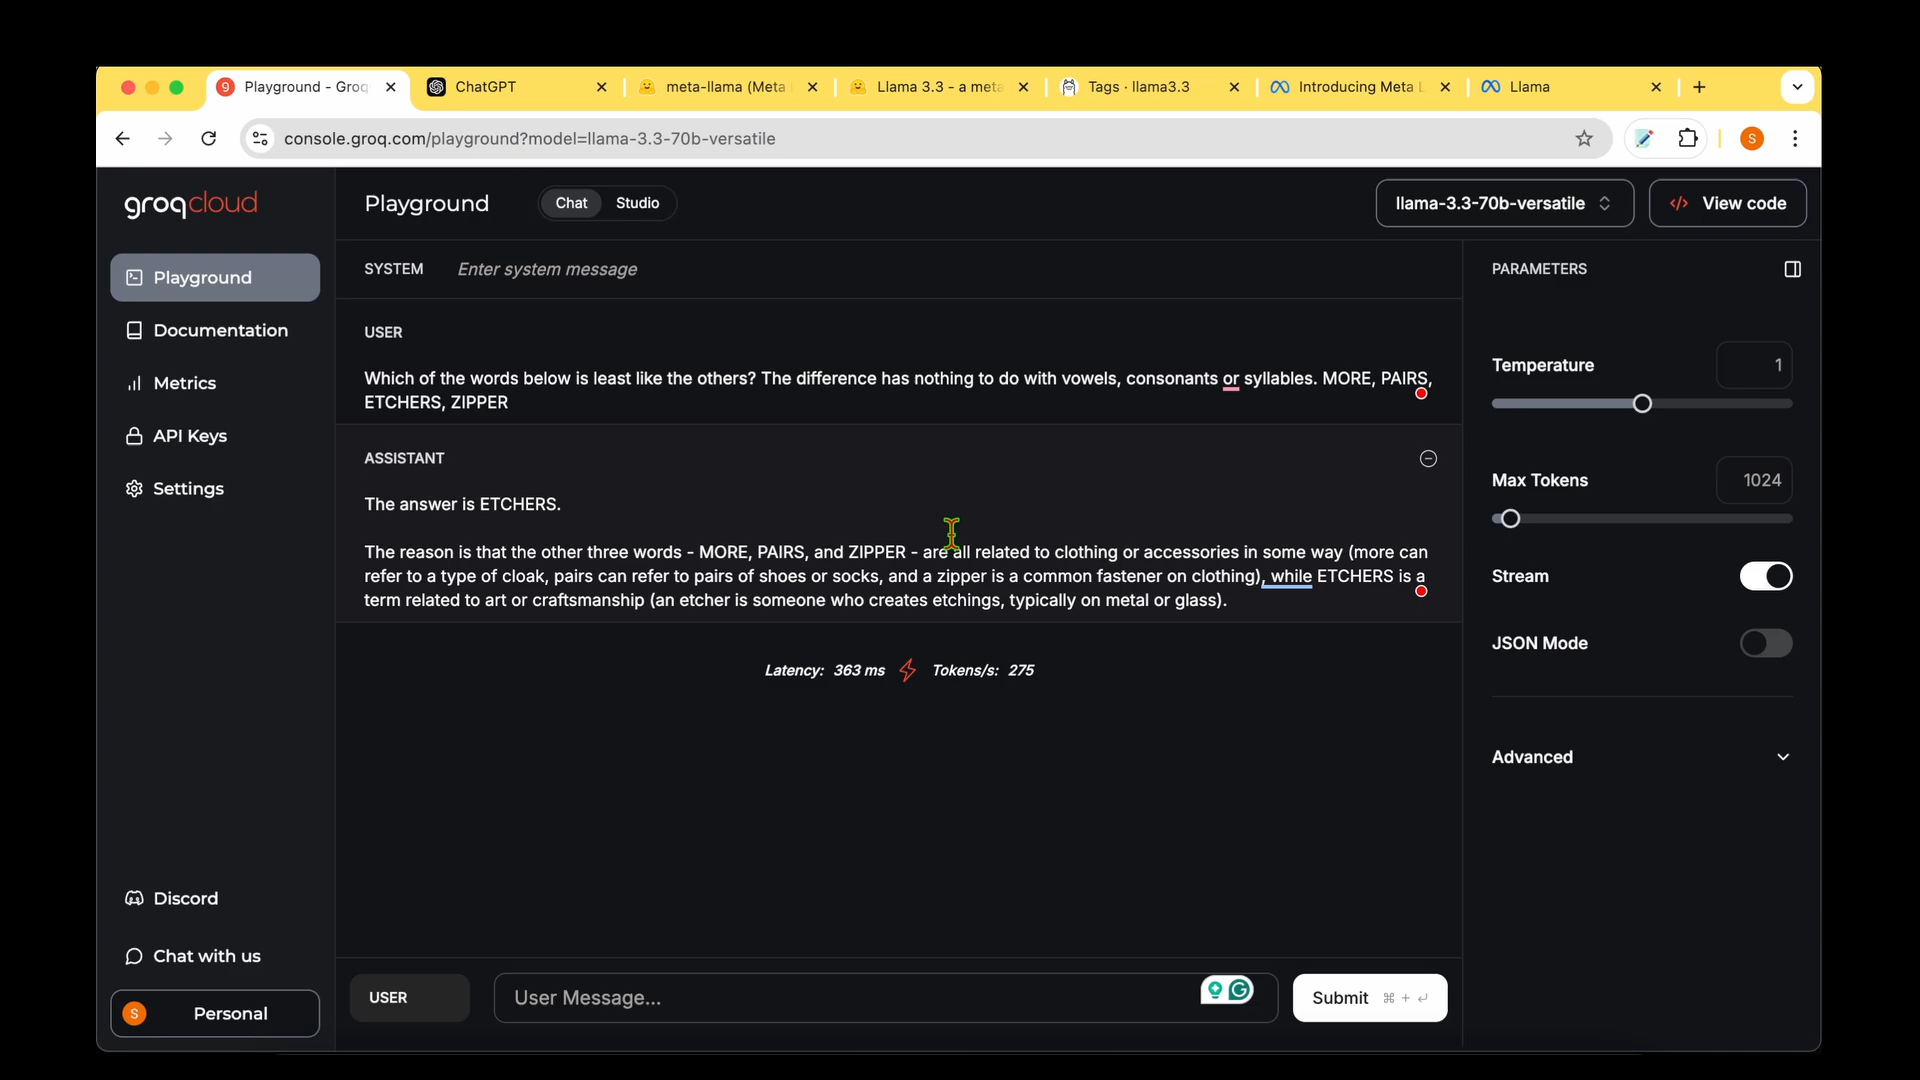 Playground - Groq
ChatGPT
meta-llama (Meta
Llama 3.3 - a meta
Tags · llama3.3
Introducing Meta L
Llama
console.groq.com/playground?model=llama-3.3-70b-versatile
S
groqcloud
Playground
Chat
Studio
llama-3.3-70b-versatile
</> View code
Playground
Documentation
Metrics
API Keys
Settings
Discord
Chat with us
S Personal
SYSTEM Enter system message
USER
Which of the words below is least like the others? The difference has nothing to do with vowels, consonants or syllables. MORE, PAIRS,
ETCHERS, ZIPPER
ASSISTANT
The answer is ETCHERS.
The reason is that the other three words - MORE, PAIRS, and ZIPPER - are all related to clothing or accessories in some way (more can
refer to a type of cloak, pairs can refer to pairs of shoes or socks, and a zipper is a common fastener on clothing), while ETCHERS is a
term related to art or craftsmanship (an etcher is someone who creates etchings, typically on metal or glass).
Latency: 363 ms Tokens/s: 275
USER
User Message...
Submit ⌘ + ↵
PARAMETERS
Temperature 1
Max Tokens 1024
Stream
JSON Mode
Advanced